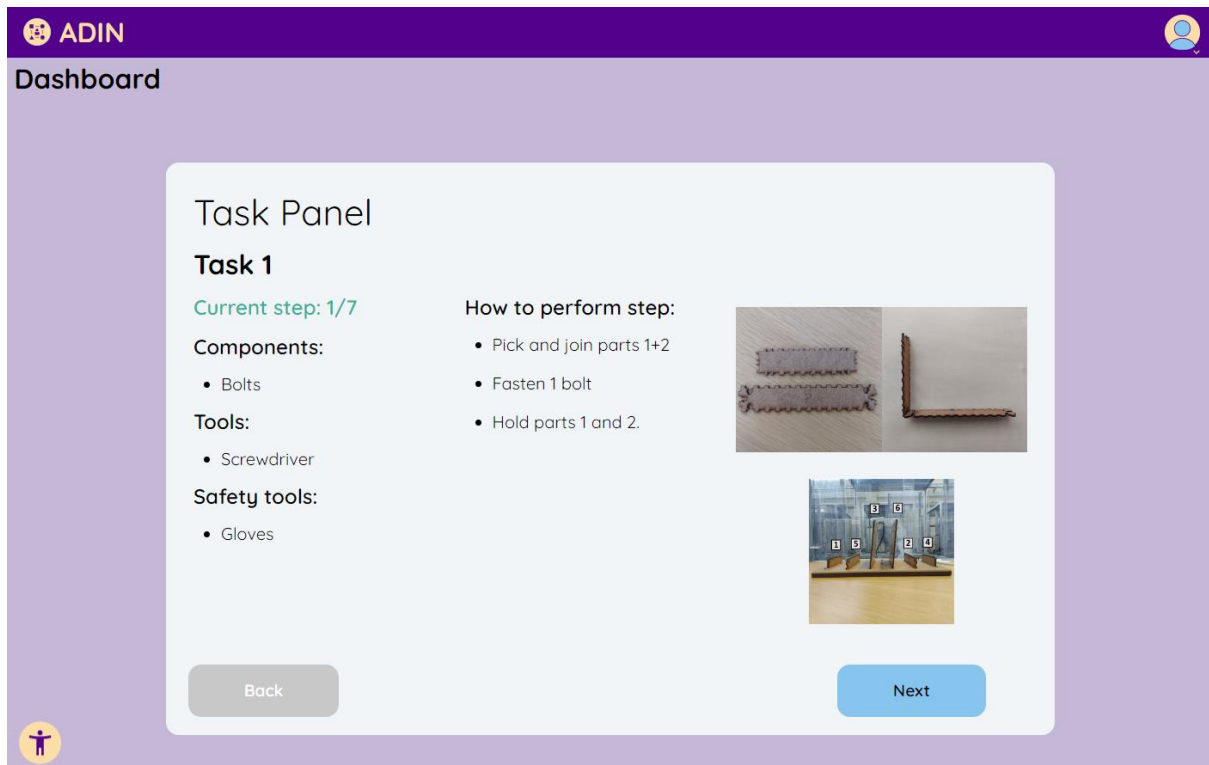 ADIN
Dashboard
Task Panel
Task 1
Current step: 1/7
Components:
• Bolts
Tools:
• Screwdriver
Safety tools:
• Gloves
How to perform step:
• Pick and join parts 1+2
• Fasten 1 bolt
• Hold parts 1 and 2.
3 6
1 5 2 4
Back
Next